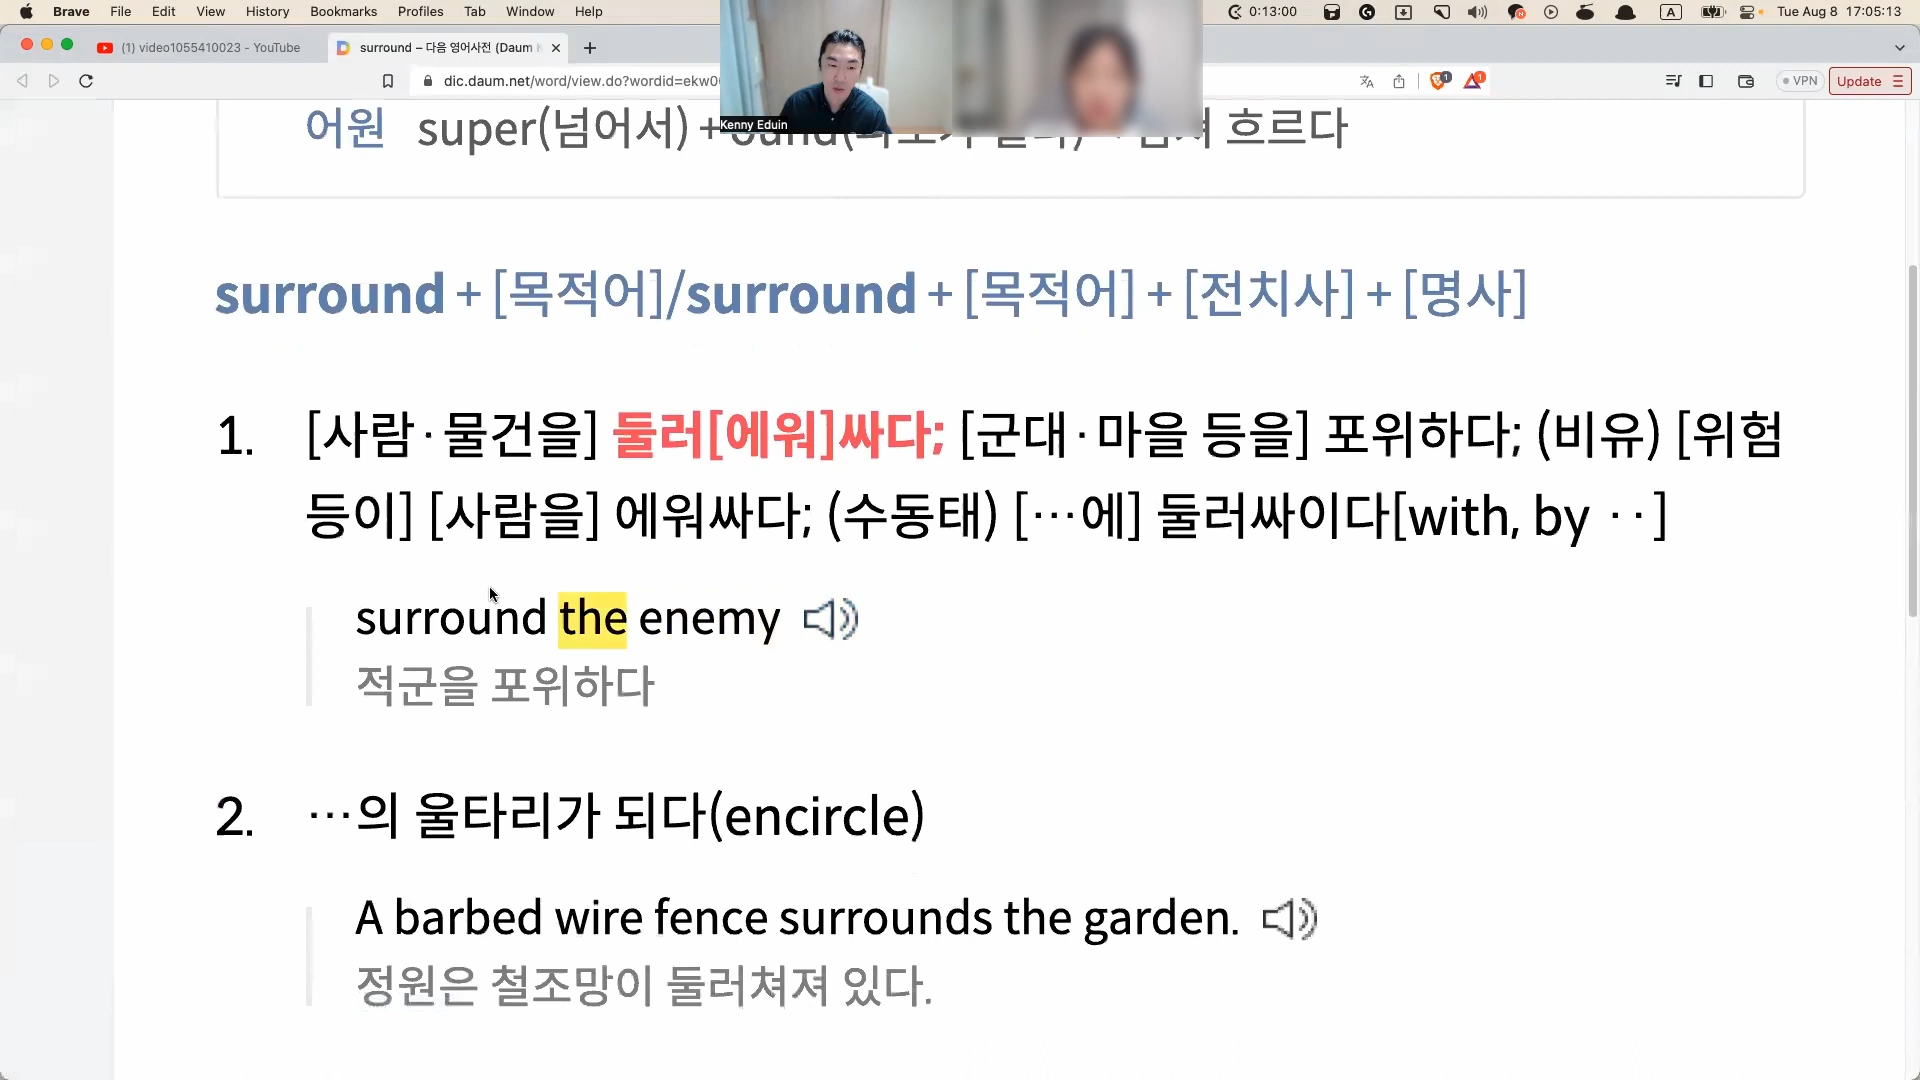 Brave File Edit View History Bookmarks Profiles Tab Window Help 0:13:00 A Tue Aug 8 17:05:13
(1) video1055410023 - YouTube surround – 다음 영어사전 (Daum
dic.daum.net/word/view.do?wordid=ekw0 VPN Update
Kenny Eduin
어원 super(넘어서) + 흐르다
surround + [목적어]/surround + [목적어] + [전치사] + [명사]
1. [사람·물건을] 둘러[에워]싸다; [군대·마을 등을] 포위하다; (비유) [위험
등이] [사람을] 에워싸다; (수동태) […에] 둘러싸이다[with, by ··]
surround the enemy
적군을 포위하다
2. …의 울타리가 되다(encircle)
A barbed wire fence surrounds the garden.
정원은 철조망이 둘러쳐져 있다.